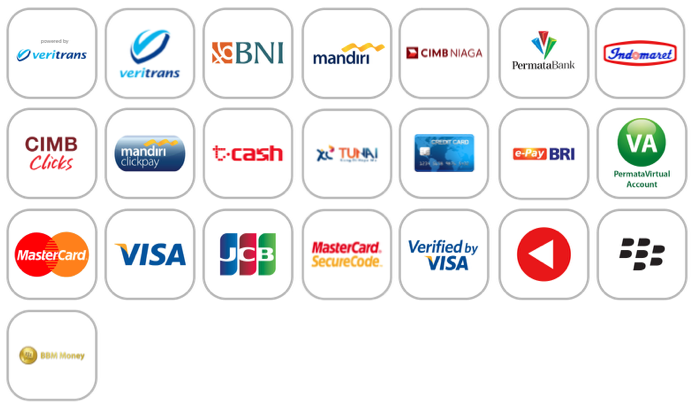 powered by
veritrans
veritrans
BNI
mandiri
CIMB NIAGA
PermataBank
Indomaret
CIMB
Clicks
mandiri
clickpay
t-cash
XL TUNAI
CREDIT CARD
e-Pay BRI
VA
PermataVirtual
Account
MasterCard
VISA
JCB
MasterCard
SecureCode
Verified by
VISA
BBM Money